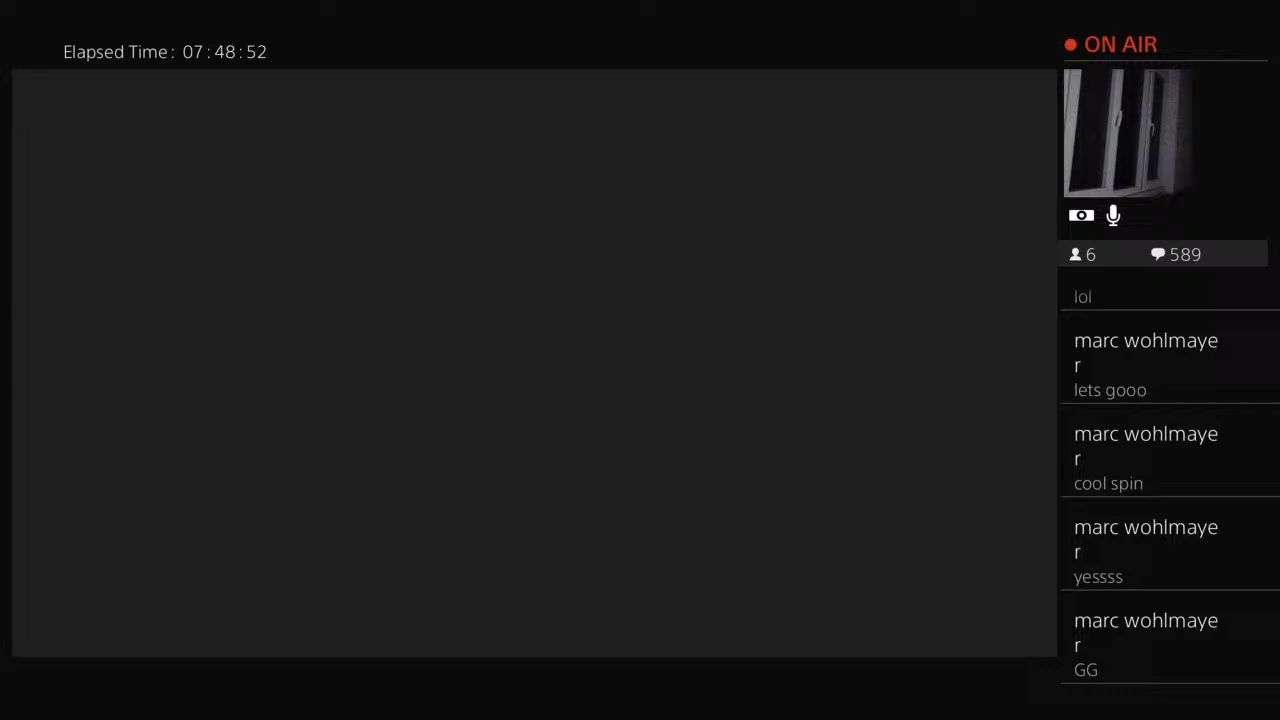 Elapsed Time: 07:48:52
ON AIR
6 589
lol
marc wohlmaye
r
lets gooo
marc wohlmaye
r
cool spin
marc wohlmaye
r
yessss
marc wohlmaye
r
GG